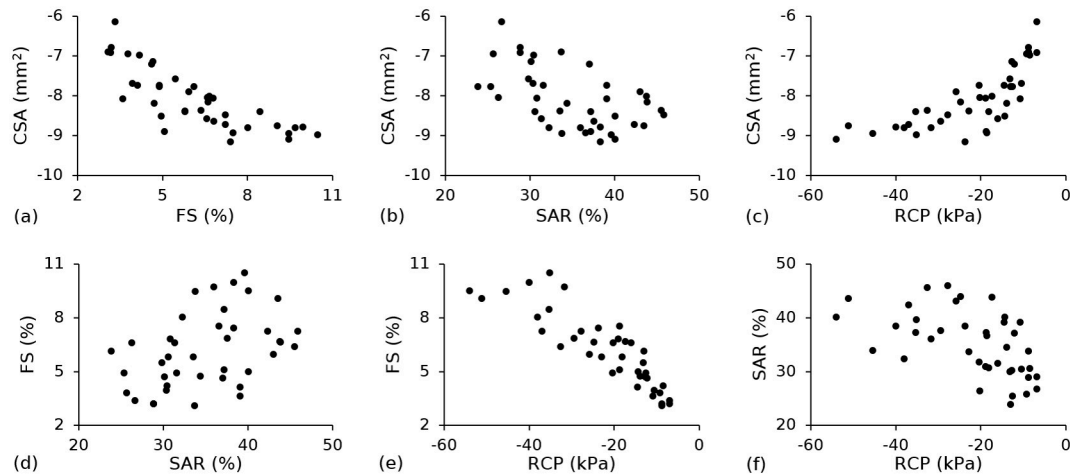 -6
-7
-8
-9
-10
CSA (mm²)
2 5 8 11
(a) FS (%)
-6
-7
-8
-9
-10
CSA (mm²)
20 30 40 50
(b) SAR (%)
-6
-7
-8
-9
-10
CSA (mm²)
-60 -40 -20 0
(c) RCP (kPa)
11
8
5
2
FS (%)
20 30 40 50
(d) SAR (%)
11
8
5
2
FS (%)
-60 -40 -20 0
(e) RCP (kPa)
50
40
30
20
SAR (%)
-60 -40 -20 0
(f) RCP (kPa)